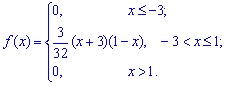 f(x) = { 0, x ≤ −3;
3/32 (x + 3)(1 − x), − 3 < x ≤ 1;
0, x > 1.